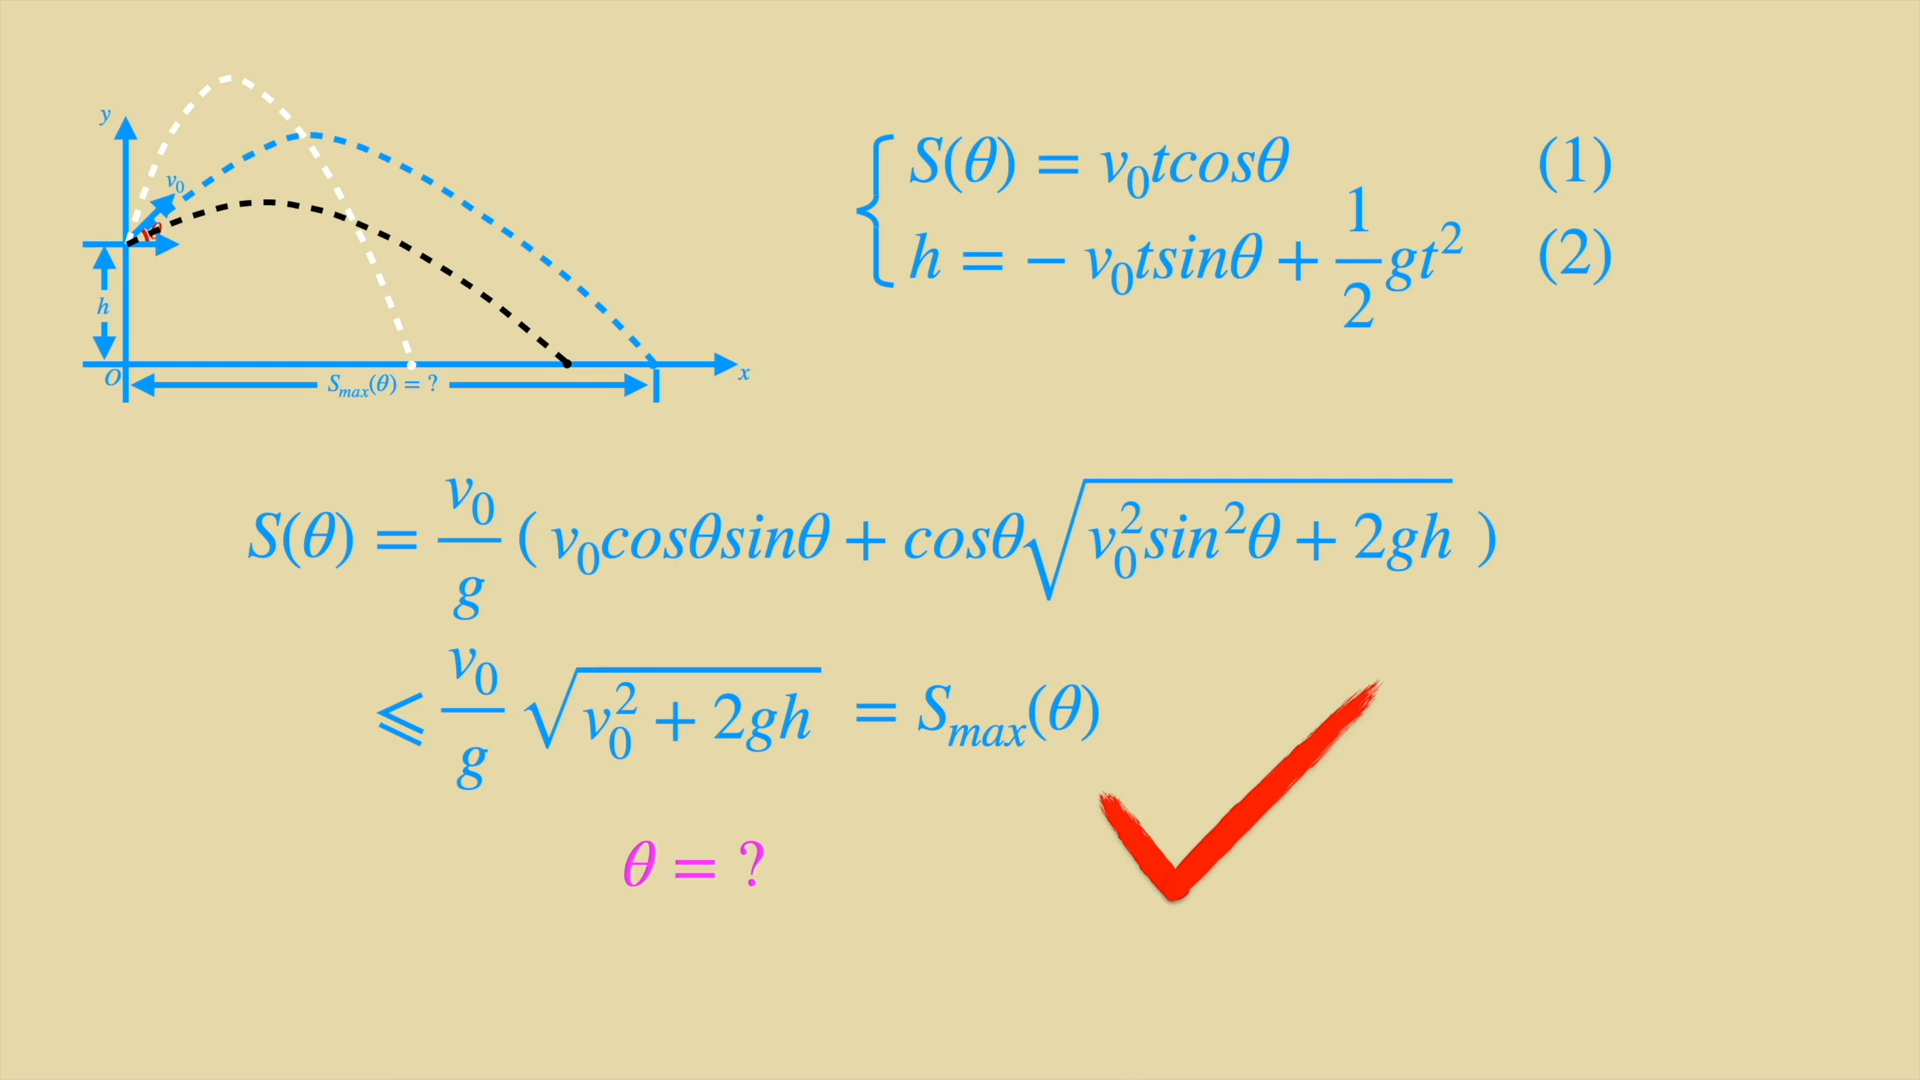 y
v₀
h
O
x
Sₘₐₓ(θ) = ?
S(θ) = v₀tcosθ (1)
h = − v₀tsinθ + 1/2 gt² (2)
S(θ) = v₀/g ( v₀cosθsinθ + cosθ√(v₀²sin²θ + 2gh) )
⩽ v₀/g √(v₀² + 2gh) = Sₘₐₓ(θ)
θ = ?